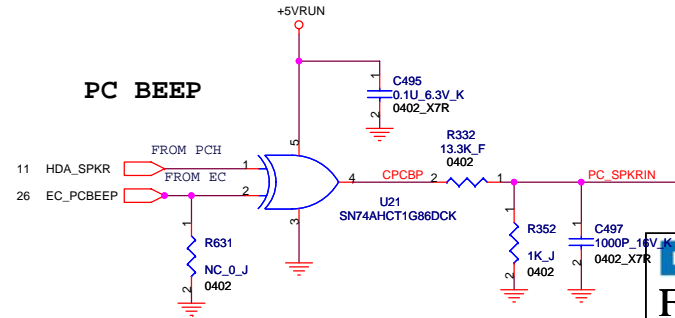 +5VRUN
PC BEEP
1
C495
0.1U_6.3V_K
2
0402_X7R
R332
13.3K_F
0402
FROM PCH
11 HDA_SPKR
1
5
FROM EC
26 EC_PCBEEP
2
4
CPCBP
2
1
PC_SPKRIN
U21
SN74AHCT1G86DCK
3
1
R631
NC_0_J
2
0402
1
R352
1K_J
2
0402
1
C497
1000P_16V_K
2
0402_X7R
F